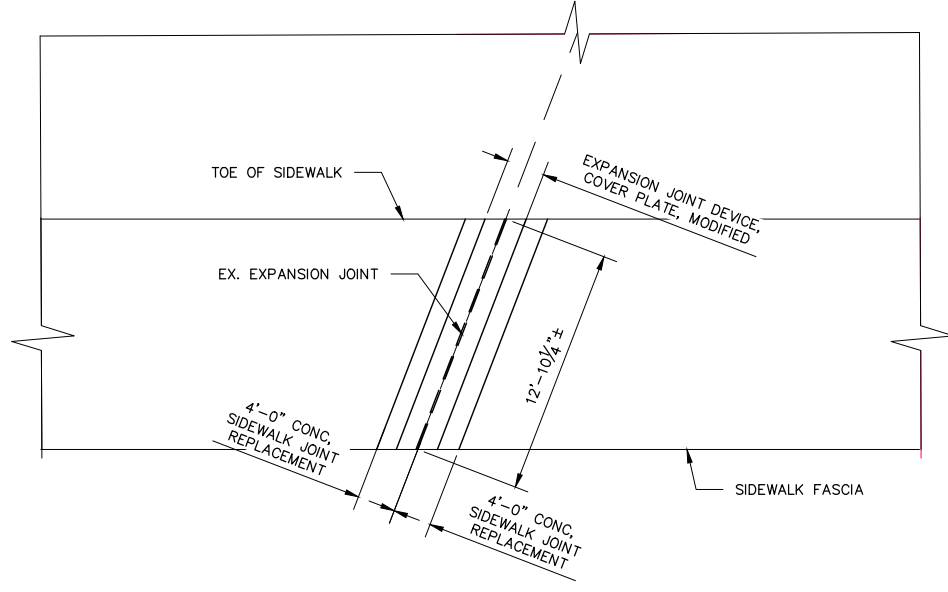 TOE OF SIDEWALK
EXPANSION JOINT DEVICE,
COVER PLATE, MODIFIED
EX. EXPANSION JOINT
12'-10¼"±
4'-0" CONC,
SIDEWALK JOINT
REPLACEMENT
4'-0" CONC,
SIDEWALK JOINT
REPLACEMENT
SIDEWALK FASCIA